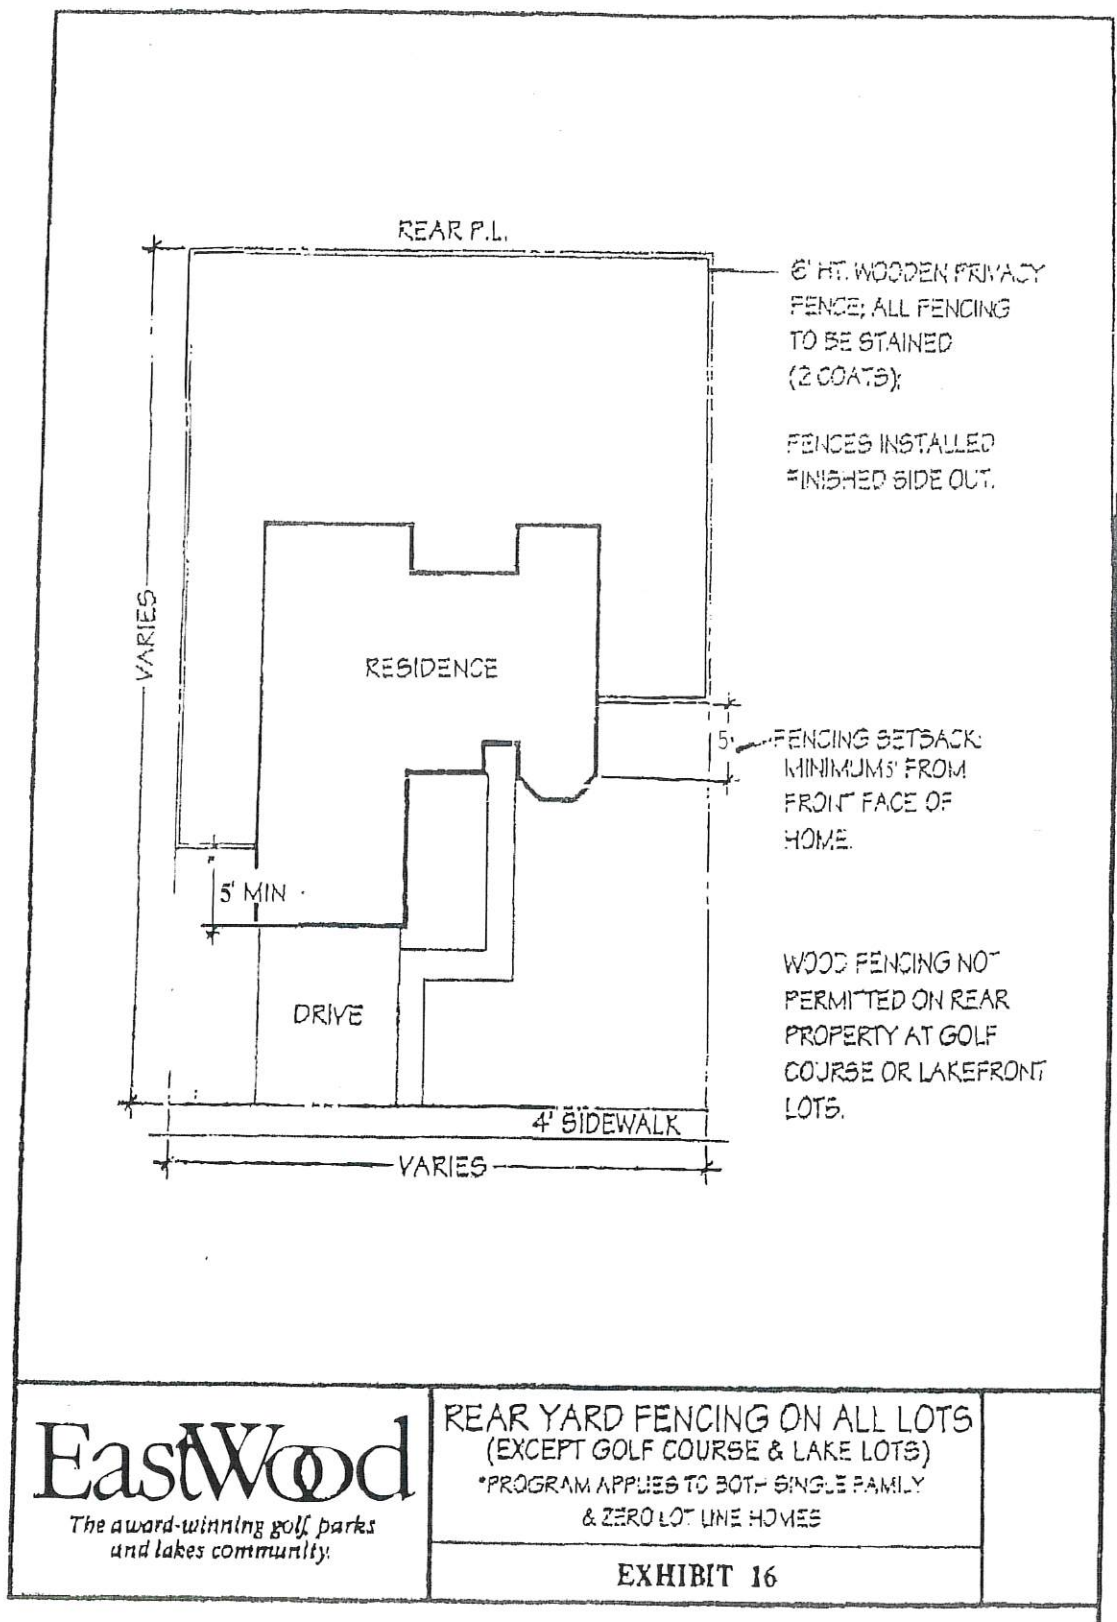 REAR P.L.
6' HT. WOODEN PRIVACY
FENCE; ALL FENCING
TO BE STAINED
(2 COATS);
FENCES INSTALLED
FINISHED SIDE OUT.
VARIES
RESIDENCE
5'
FENCING SETBACK:
MINIMUM 5' FROM
FRONT FACE OF
HOME.
5' MIN
DRIVE
WOOD FENCING NOT
PERMITTED ON REAR
PROPERTY AT GOLF
COURSE OR LAKEFRONT
LOTS.
4' SIDEWALK
VARIES
EastWood
The award-winning golf, parks
and lakes community.
REAR YARD FENCING ON ALL LOTS
(EXCEPT GOLF COURSE & LAKE LOTS)
*PROGRAM APPLIES TO BOTH SINGLE FAMILY
& ZERO LOT LINE HOMES
EXHIBIT 16